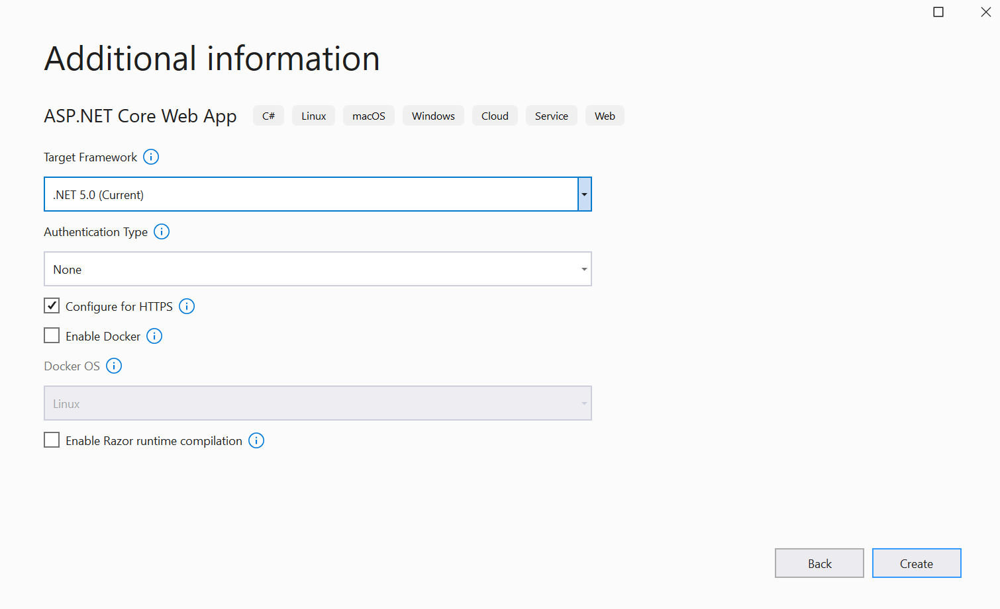 Additional information
ASP.NET Core Web App C# Linux macOS Windows Cloud Service Web
Target Framework
.NET 5.0 (Current)
Authentication Type
None
Configure for HTTPS
Enable Docker
Docker OS
Linux
Enable Razor runtime compilation
Back Create